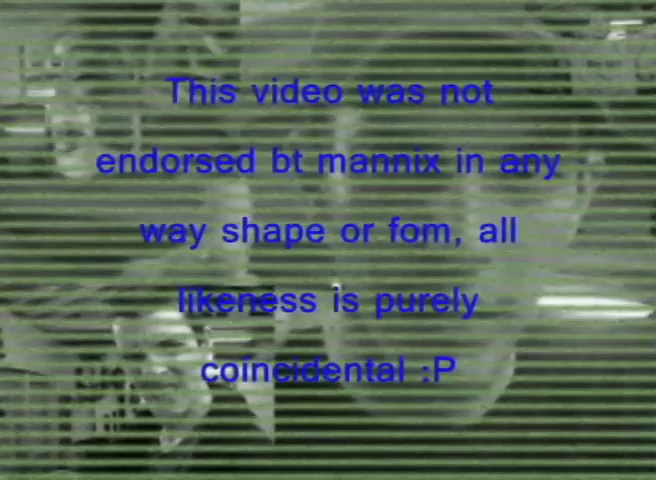 This video was not
endorsed bt mannix in any
way shape or fom, all
likeness is purely
coincidental :P